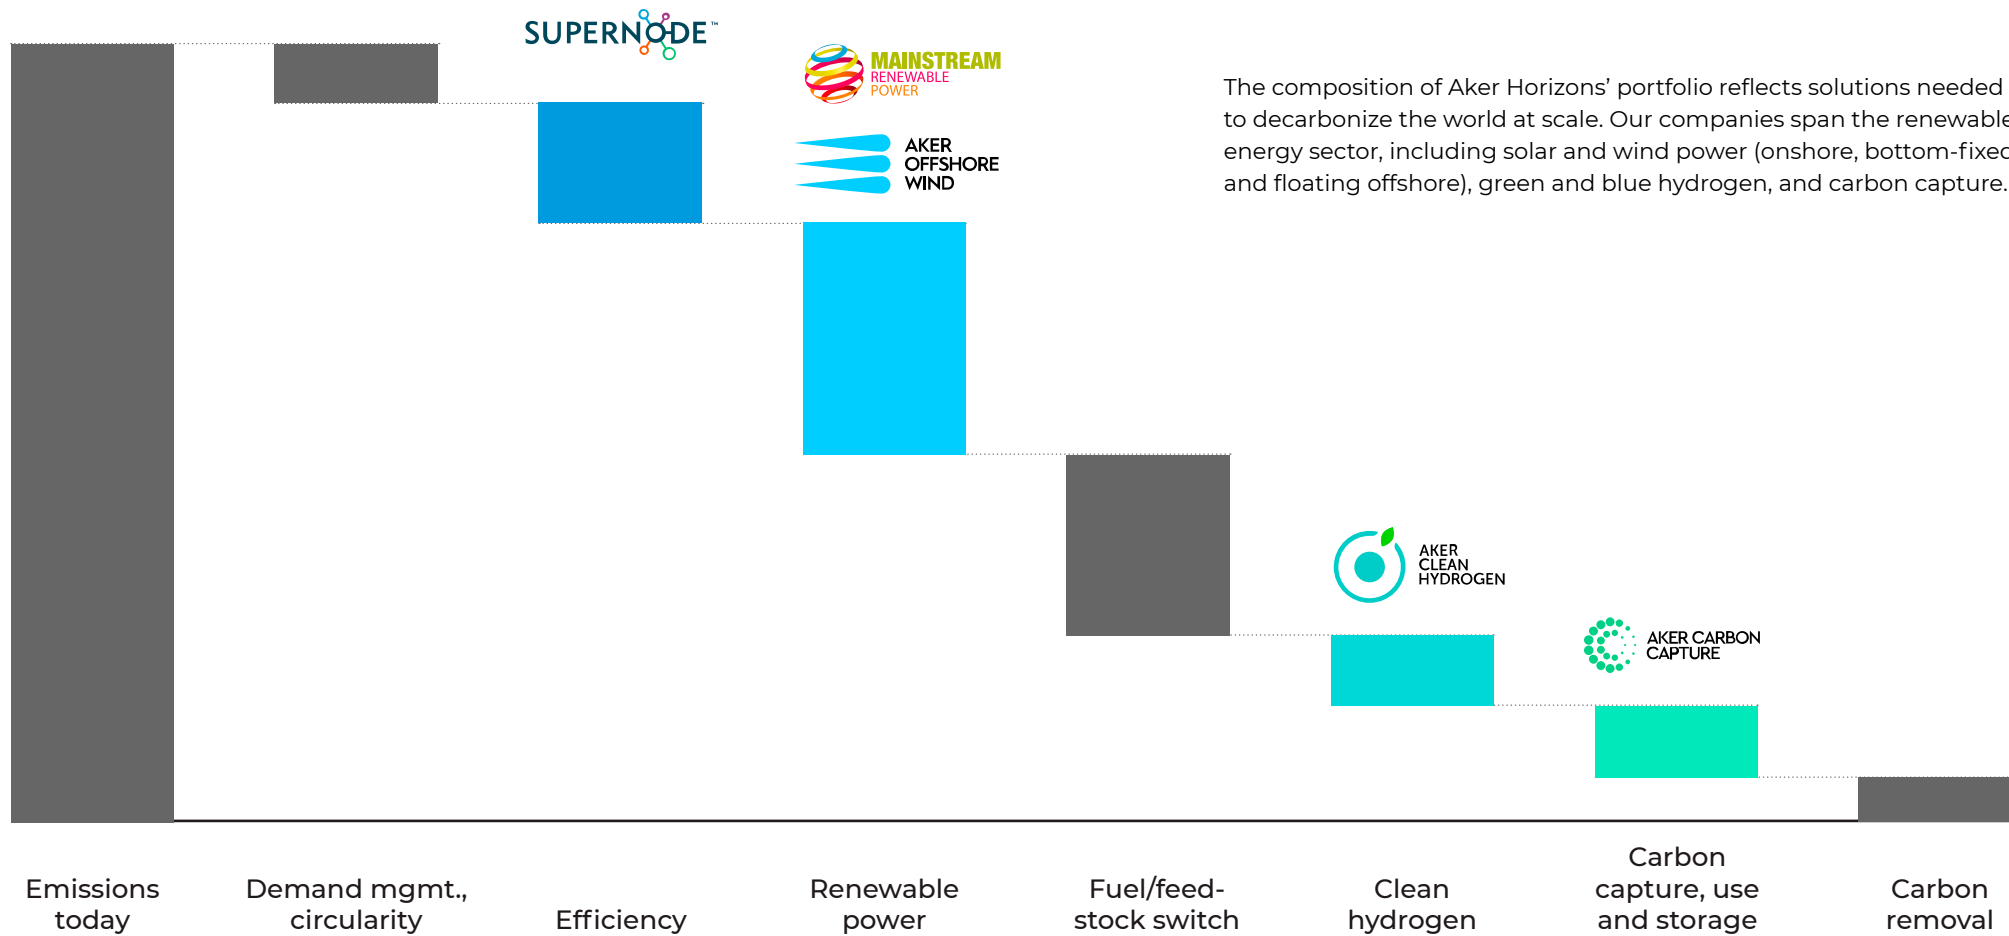 SUPERNODE™
MAINSTREAM
RENEWABLE
POWER
AKER
OFFSHORE
WIND
The composition of Aker Horizons’ portfolio reflects solutions needed
to decarbonize the world at scale. Our companies span the renewable
energy sector, including solar and wind power (onshore, bottom-fixed
and floating offshore), green and blue hydrogen, and carbon capture.
AKER
CLEAN
HYDROGEN
AKER CARBON
CAPTURE
Emissions
today
Demand mgmt.,
circularity
Efficiency
Renewable
power
Fuel/feed-
stock switch
Clean
hydrogen
Carbon
capture, use
and storage
Carbon
removal